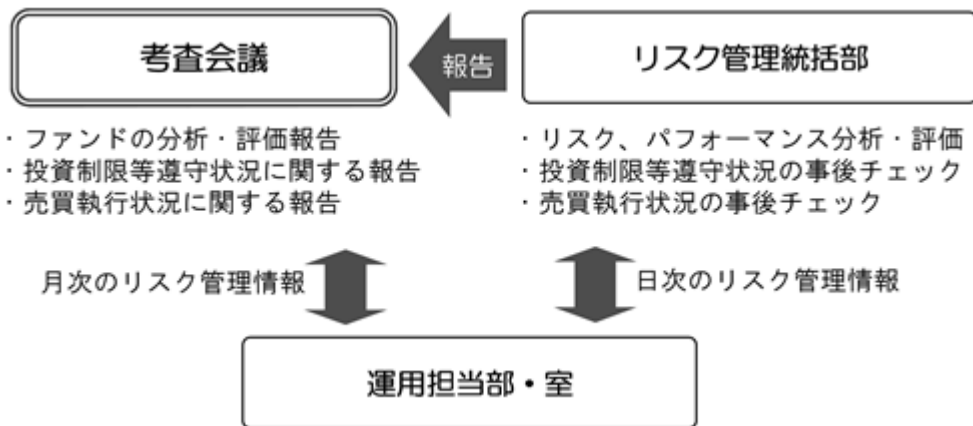 考査会議
報告
リスク管理統括部
・ファンドの分析・評価報告
・投資制限等遵守状況に関する報告
・売買執行状況に関する報告
・リスク、パフォーマンス分析・評価
・投資制限等遵守状況の事後チェック
・売買執行状況の事後チェック
月次のリスク管理情報
日次のリスク管理情報
運用担当部・室